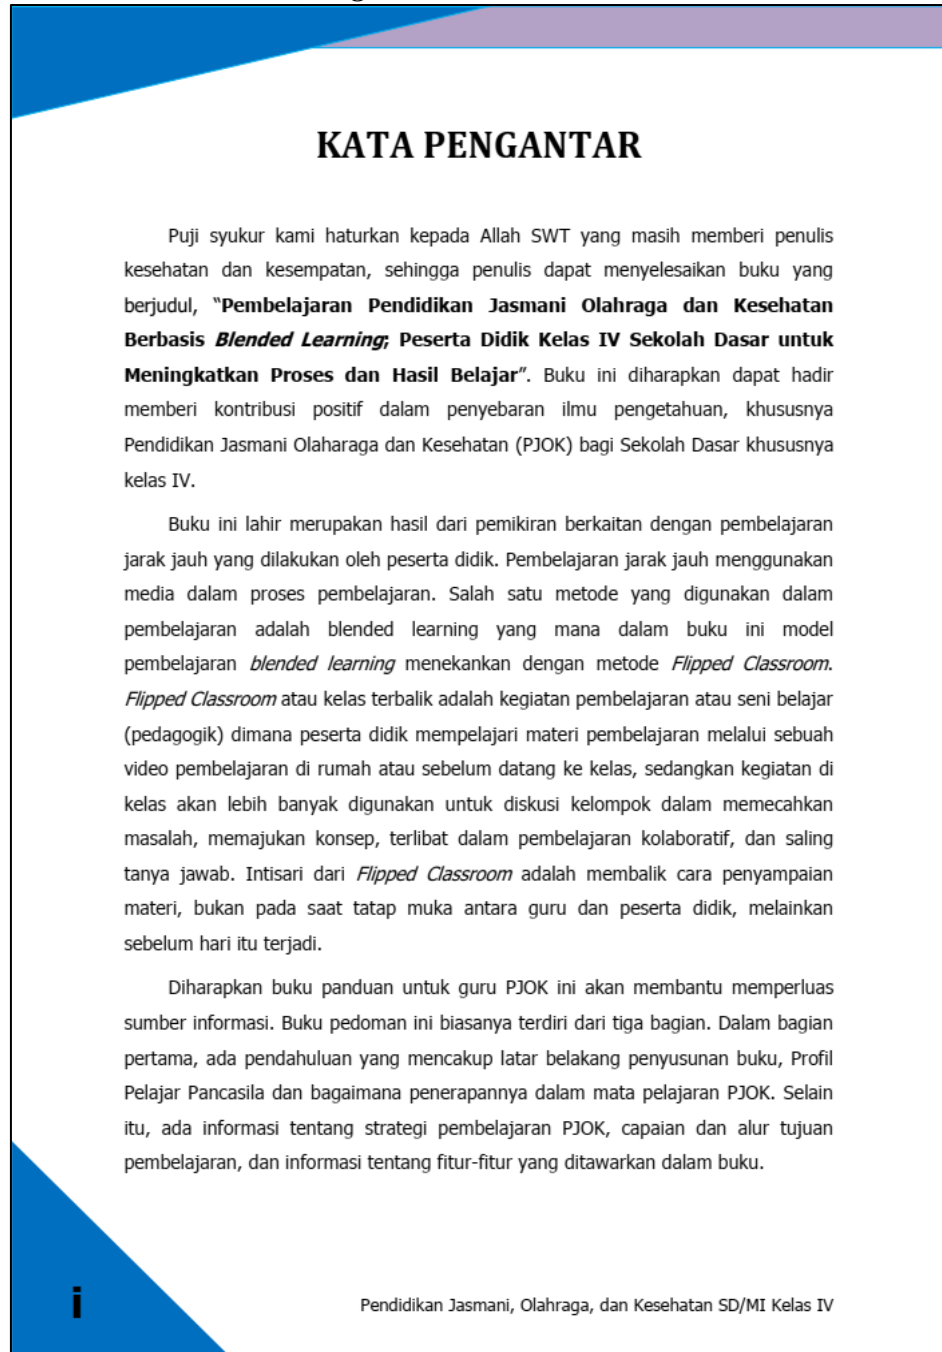 KATA PENGANTAR
Puji syukur kami haturkan kepada Allah SWT yang masih memberi penulis
kesehatan dan kesempatan, sehingga penulis dapat menyelesaikan buku yang
berjudul, “Pembelajaran Pendidikan Jasmani Olahraga dan Kesehatan
Berbasis Blended Learning; Peserta Didik Kelas IV Sekolah Dasar untuk
Meningkatkan Proses dan Hasil Belajar”. Buku ini diharapkan dapat hadir
memberi kontribusi positif dalam penyebaran ilmu pengetahuan, khususnya
Pendidikan Jasmani Olaharaga dan Kesehatan (PJOK) bagi Sekolah Dasar khususnya
kelas IV.
Buku ini lahir merupakan hasil dari pemikiran berkaitan dengan pembelajaran
jarak jauh yang dilakukan oleh peserta didik. Pembelajaran jarak jauh menggunakan
media dalam proses pembelajaran. Salah satu metode yang digunakan dalam
pembelajaran adalah blended learning yang mana dalam buku ini model
pembelajaran blended learning menekankan dengan metode Flipped Classroom.
Flipped Classroom atau kelas terbalik adalah kegiatan pembelajaran atau seni belajar
(pedagogik) dimana peserta didik mempelajari materi pembelajaran melalui sebuah
video pembelajaran di rumah atau sebelum datang ke kelas, sedangkan kegiatan di
kelas akan lebih banyak digunakan untuk diskusi kelompok dalam memecahkan
masalah, memajukan konsep, terlibat dalam pembelajaran kolaboratif, dan saling
tanya jawab. Intisari dari Flipped Classroom adalah membalik cara penyampaian
materi, bukan pada saat tatap muka antara guru dan peserta didik, melainkan
sebelum hari itu terjadi.
Diharapkan buku panduan untuk guru PJOK ini akan membantu memperluas
sumber informasi. Buku pedoman ini biasanya terdiri dari tiga bagian. Dalam bagian
pertama, ada pendahuluan yang mencakup latar belakang penyusunan buku, Profil
Pelajar Pancasila dan bagaimana penerapannya dalam mata pelajaran PJOK. Selain
itu, ada informasi tentang strategi pembelajaran PJOK, capaian dan alur tujuan
pembelajaran, dan informasi tentang fitur-fitur yang ditawarkan dalam buku.
i
Pendidikan Jasmani, Olahraga, dan Kesehatan SD/MI Kelas IV